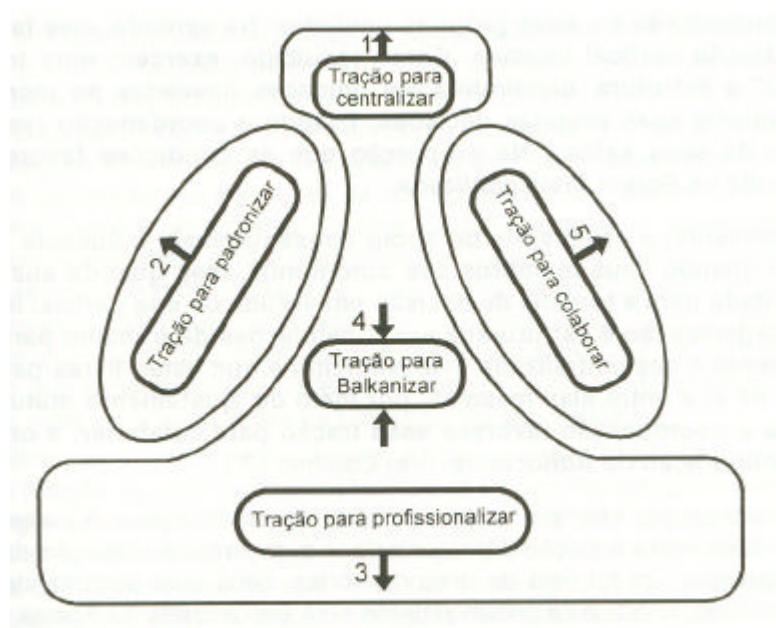 1
Tração para
centralizar
2
Tração para padronizar
5
Tração para colaborar
4
Tração para
Balkanizar
Tração para profissionalizar
3